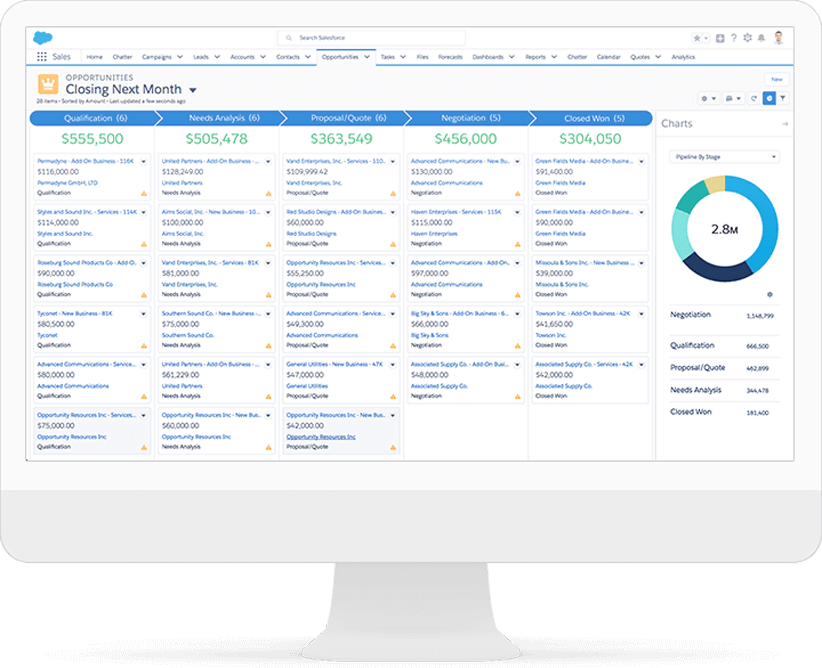 Search Salesforce
Sales Home Chatter Campaigns Leads Accounts Contacts Opportunities Tasks Files Forecasts Dashboards Reports Chatter Calendar Quotes Analytics
OPPORTUNITIES
Closing Next Month
28 items • Sorted by Amount • Last updated a few seconds ago
New
Qualification (6)
$555,500
Permadyne - Add-On Business - 116K
$116,000.00
Permadyne GmbH, LTD
Qualification
Styles and Sound Inc. - Services - 114K
$114,000.00
Styles and Sound Inc.
Qualification
Roseburg Sound Products Co - Add-O...
$90,000.00
Roseburg Sound Products Co
Qualification
Tyconet - New Business - 81K
$80,500.00
Tyconet
Qualification
Advanced Communications - Service...
$80,000.00
Advanced Communications
Qualification
Opportunity Resources Inc - Services...
$75,000.00
Opportunity Resources Inc
Qualification
Needs Analysis (6)
$505,478
United Partners - Add-On Business - ...
$128,249.00
United Partners
Needs Analysis
Aims Social, Inc. - New Business - 10...
$100,000.00
Aims Social, Inc.
Needs Analysis
Vand Enterprises, Inc. - Services - 81K
$81,000.00
Vand Enterprises, Inc.
Needs Analysis
Southern Sound Co. - New Business -...
$75,000.00
Southern Sound Co.
Needs Analysis
United Partners - Add-On Business - ...
$61,229.00
United Partners
Needs Analysis
Opportunity Resources Inc - New Bus...
$60,000.00
Opportunity Resources Inc
Needs Analysis
Proposal/Quote (6)
$363,549
Vand Enterprises, Inc. - Services - 110...
$109,999.42
Vand Enterprises, Inc.
Proposal/Quote
Red Studio Designs - Add-On Busines...
$60,000.00
Red Studio Designs
Proposal/Quote
Opportunity Resources Inc - Services...
$55,250.00
Opportunity Resources Inc
Proposal/Quote
Advanced Communications - Service...
$49,300.00
Advanced Communications
Proposal/Quote
General Utilities - New Business - 47K
$47,000.00
General Utilities
Proposal/Quote
Opportunity Resources Inc - New Bus...
$42,000.00
Opportunity Resources Inc
Proposal/Quote
Negotiation (5)
$456,000
Advanced Communications - New Bu...
$130,000.00
Advanced Communications
Negotiation
Haven Enterprises - Services - 115K
$115,000.00
Haven Enterprises
Negotiation
Advanced Communications - Add-On...
$97,000.00
Advanced Communications
Negotiation
Big Sky & Sons - Add-On Business - 6...
$66,000.00
Big Sky & Sons
Negotiation
Associated Supply Co. - Add-On Busi...
$48,000.00
Associated Supply Co.
Negotiation
Closed Won (5)
$304,050
Green Fields Media - Add-On Busine...
$91,400.00
Green Fields Media
Closed Won
Green Fields Media - Add-On Busine...
$90,000.00
Green Fields Media
Closed Won
Missoula & Sons Inc. - New Business ...
$39,000.00
Missoula & Sons Inc.
Closed Won
Towson Inc. - Add-On Business - 42K
$41,650.00
Towson Inc.
Closed Won
Associated Supply Co. - Services - 42K
$42,000.00
Associated Supply Co.
Closed Won
Charts
Pipeline By Stage
2.8M
Negotiation 1,148,799
Qualification 666,500
Proposal/Quote 462,899
Needs Analysis 344,478
Closed Won 181,400